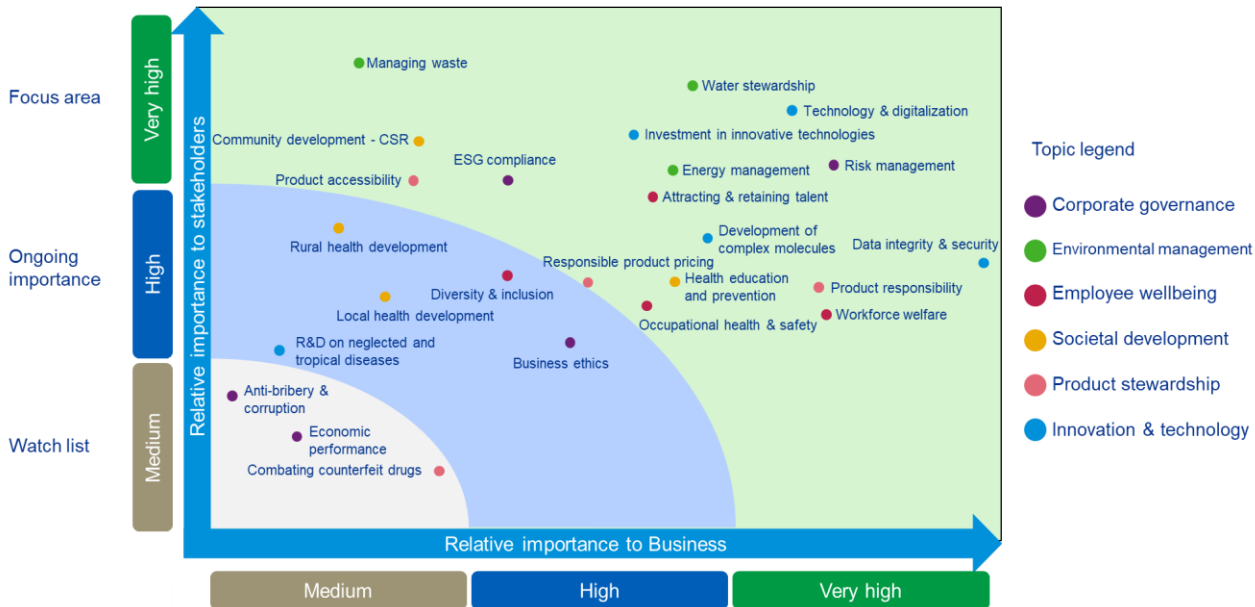 Focus area
Very high
Ongoing
importance
High
Watch list
Medium
Relative importance to stakeholders
Managing waste
Water stewardship
Technology & digitalization
Community development - CSR
Investment in innovative technologies
ESG compliance
Energy management
Risk management
Product accessibility
Attracting & retaining talent
Rural health development
Development of
complex molecules
Data integrity & security
Responsible product pricing
Diversity & inclusion
Health education
and prevention
Product responsibility
Local health development
Occupational health & safety
Workforce welfare
R&D on neglected and
tropical diseases
Business ethics
Anti-bribery &
corruption
Economic
performance
Combating counterfeit drugs
Relative importance to Business
Medium
High
Very high
Topic legend
Corporate governance
Environmental management
Employee wellbeing
Societal development
Product stewardship
Innovation & technology